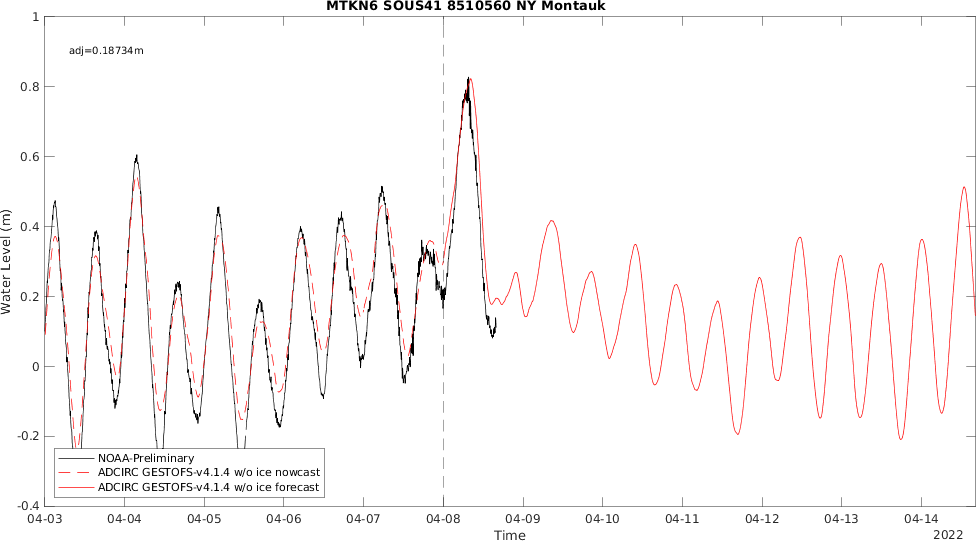 MTKN6 SOUS41 8510560 NY Montauk
adj=0.18734m
1
0.8
0.6
0.4
0.2
0
-0.2
-0.4
Water Level (m)
NOAA-Preliminary
ADCIRC GESTOFS-v4.1.4 w/o ice nowcast
ADCIRC GESTOFS-v4.1.4 w/o ice forecast
04-03 04-04 04-05 04-06 04-07 04-08 04-09 04-10 04-11 04-12 04-13 04-14
Time
2022